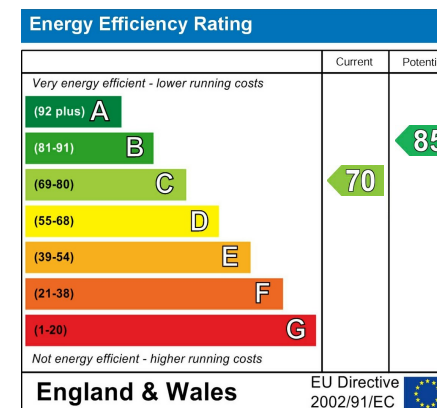 Energy Efficiency Rating
Current
Potenti
Very energy efficient - lower running costs
(92 plus) A
(81-91) B
85
(69-80) C
70
(55-68) D
(39-54) E
(21-38) F
(1-20) G
Not energy efficient - higher running costs
England & Wales
EU Directive
2002/91/EC